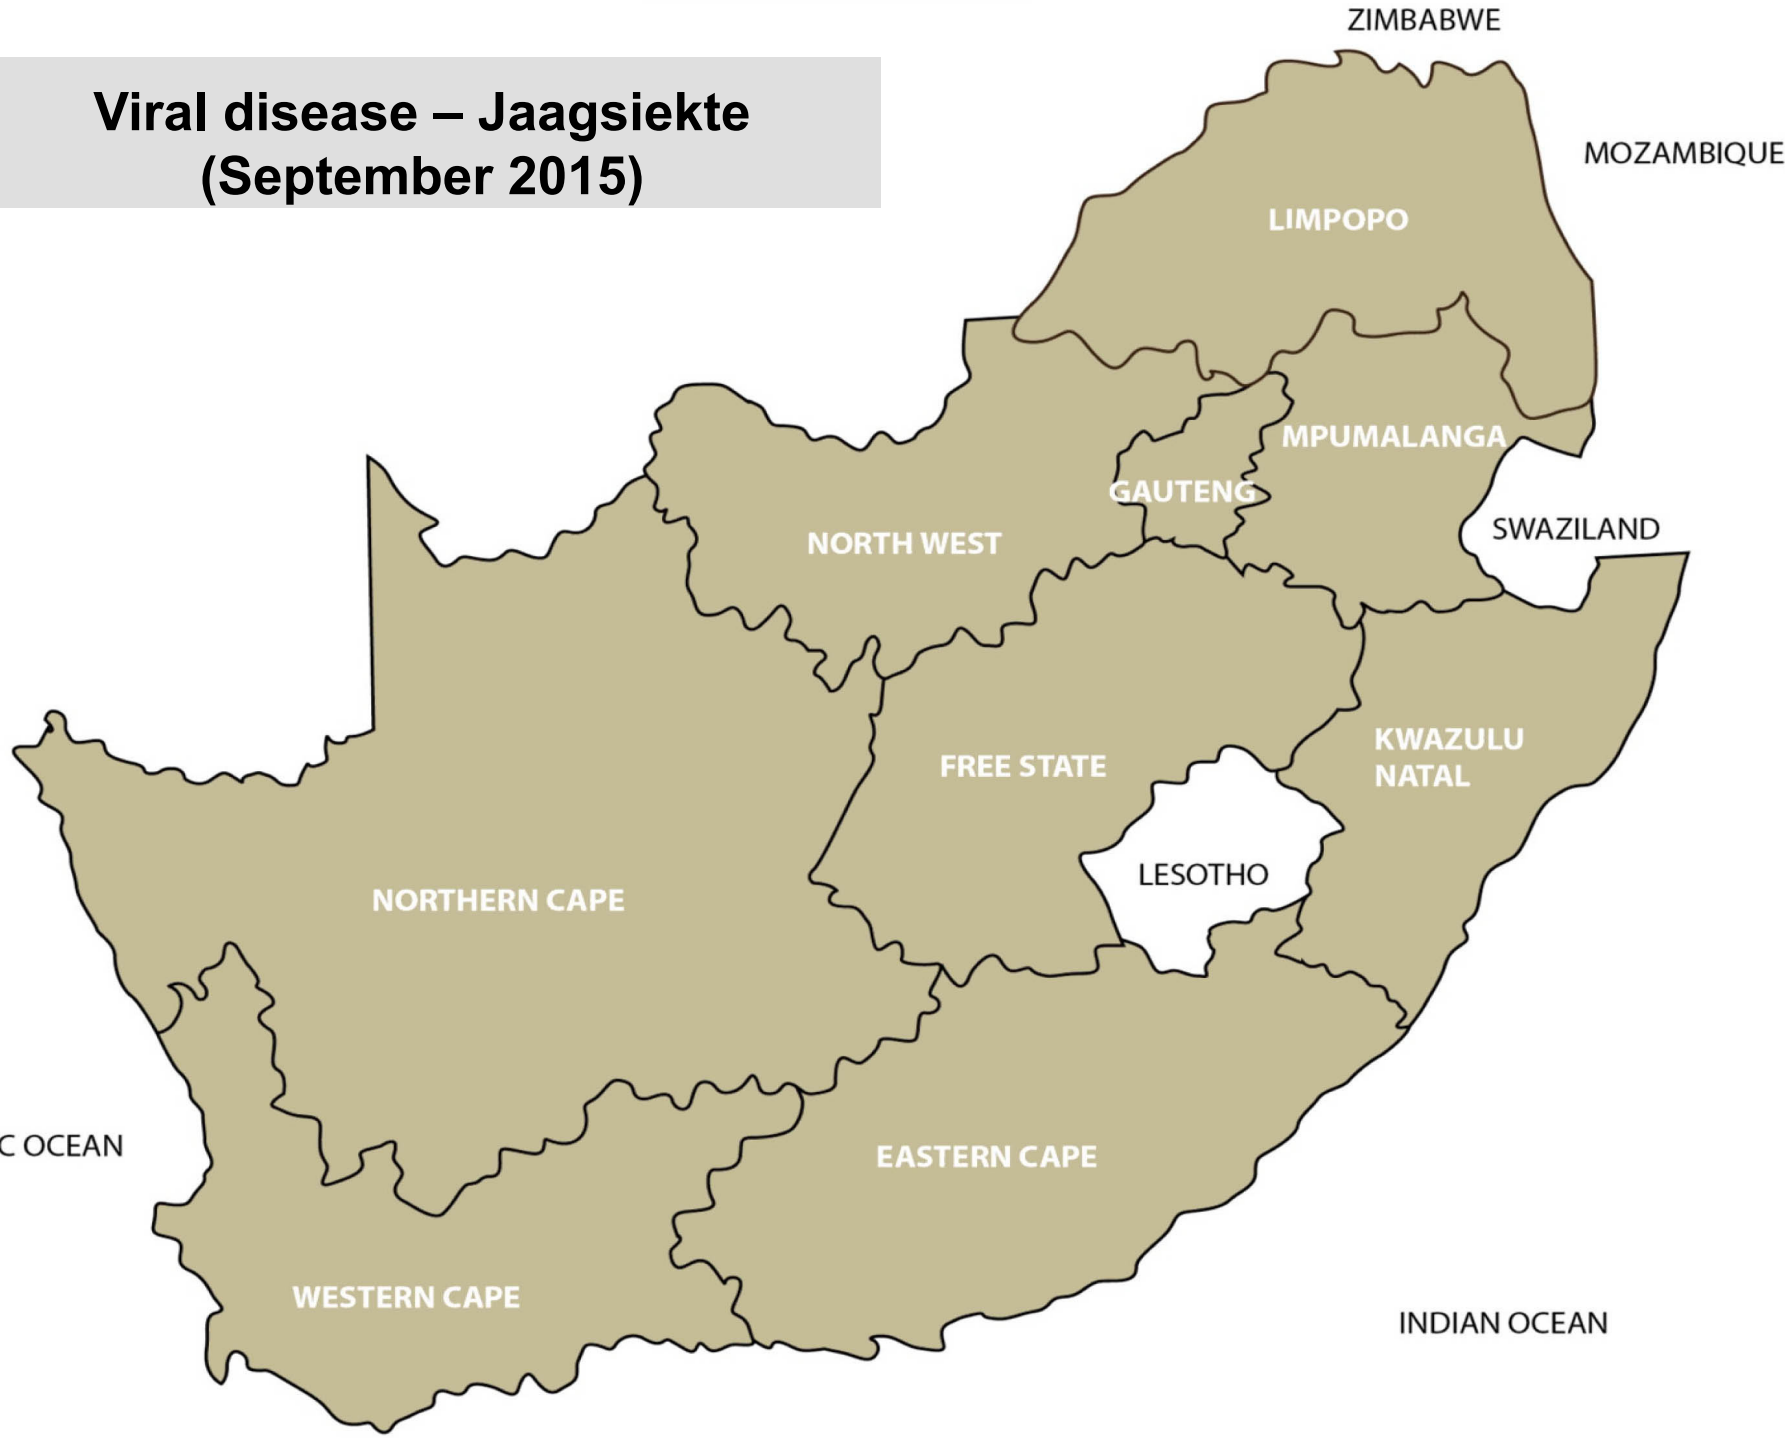 ZIMBABWE
Viral disease – Jaagsiekte
(September 2015)
MOZAMBIQUE
LIMPOPO
MPUMALANGA
GAUTENG
SWAZILAND
NORTH WEST
KWAZULU
NATAL
FREE STATE
LESOTHO
NORTHERN CAPE
C OCEAN
EASTERN CAPE
WESTERN CAPE
INDIAN OCEAN